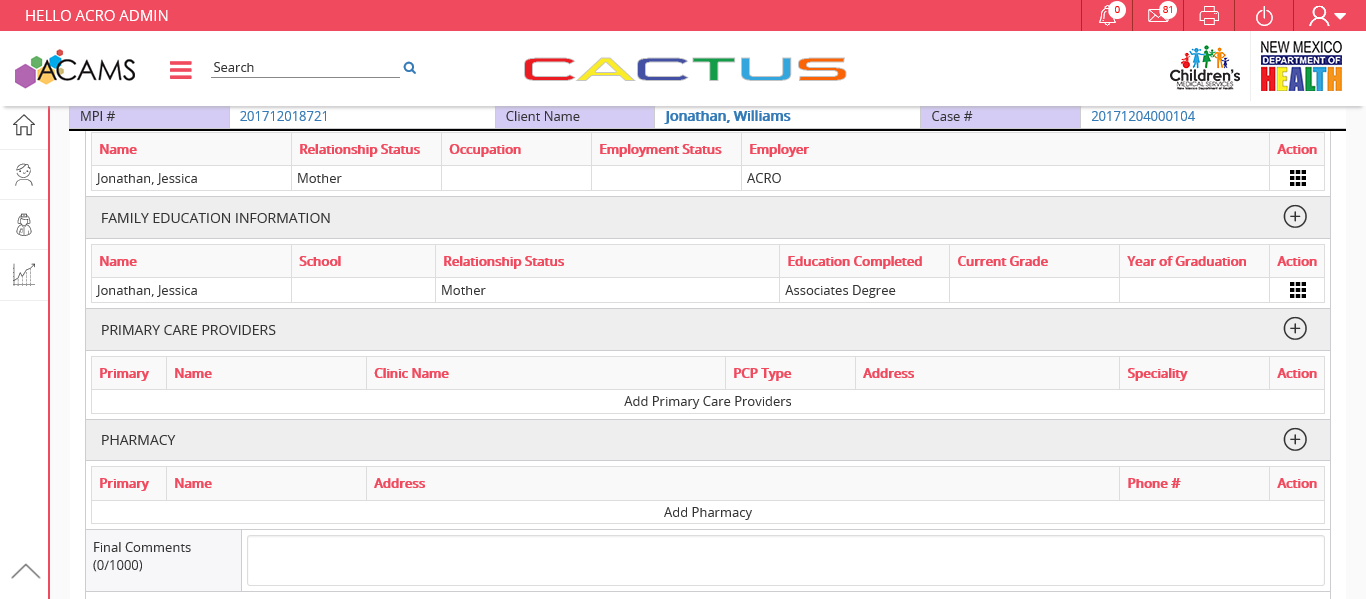 HELLO ACRO ADMIN 0 81
ACAMS Search CACTUS Children's MEDICAL SERVICES New Mexico Department of Health NEW MEXICO DEPARTMENT OF HEALTH
MPI # 201712018721 Client Name Jonathan, Williams Case # 20171204000104
Name Relationship Status Occupation Employment Status Employer Action
Jonathan, Jessica Mother ACRO
FAMILY EDUCATION INFORMATION
Name School Relationship Status Education Completed Current Grade Year of Graduation Action
Jonathan, Jessica Mother Associates Degree
PRIMARY CARE PROVIDERS
Primary Name Clinic Name PCP Type Address Speciality Action
Add Primary Care Providers
PHARMACY
Primary Name Address Phone # Action
Add Pharmacy
Final Comments
(0/1000)